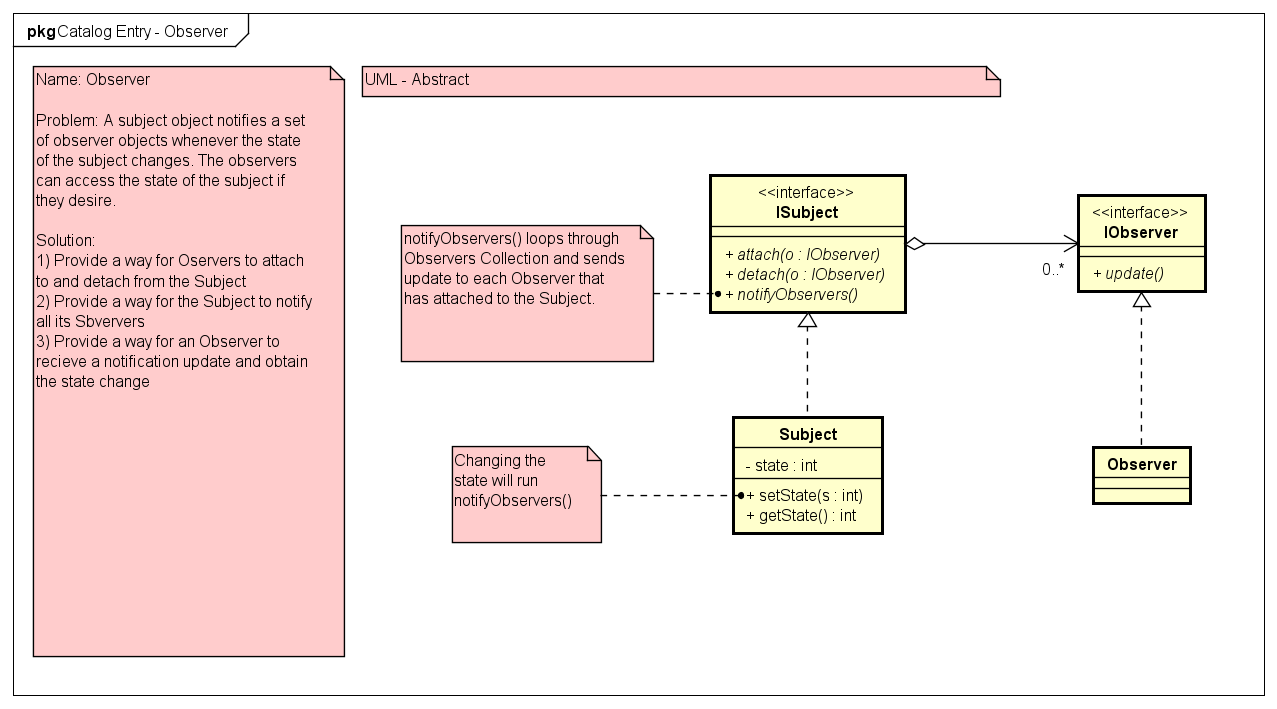 pkg Catalog Entry - Observer
Name: Observer
Problem: A subject object notifies a set
of observer objects whenever the state
of the subject changes. The observers
can access the state of the subject if
they desire.
Solution:
1) Provide a way for Oservers to attach
to and detach from the Subject
2) Provide a way for the Subject to notify
all its Sbververs
3) Provide a way for an Observer to
recieve a notification update and obtain
the state change
UML - Abstract
notifyObservers() loops through
Observers Collection and sends
update to each Observer that
has attached to the Subject.
<<interface>>
ISubject
+ attach(o : IObserver)
+ detach(o : IObserver)
+ notifyObservers()
0..*
<<interface>>
IObserver
+ update()
Changing the
state will run
notifyObservers()
Subject
- state : int
+ setState(s : int)
+ getState() : int
Observer